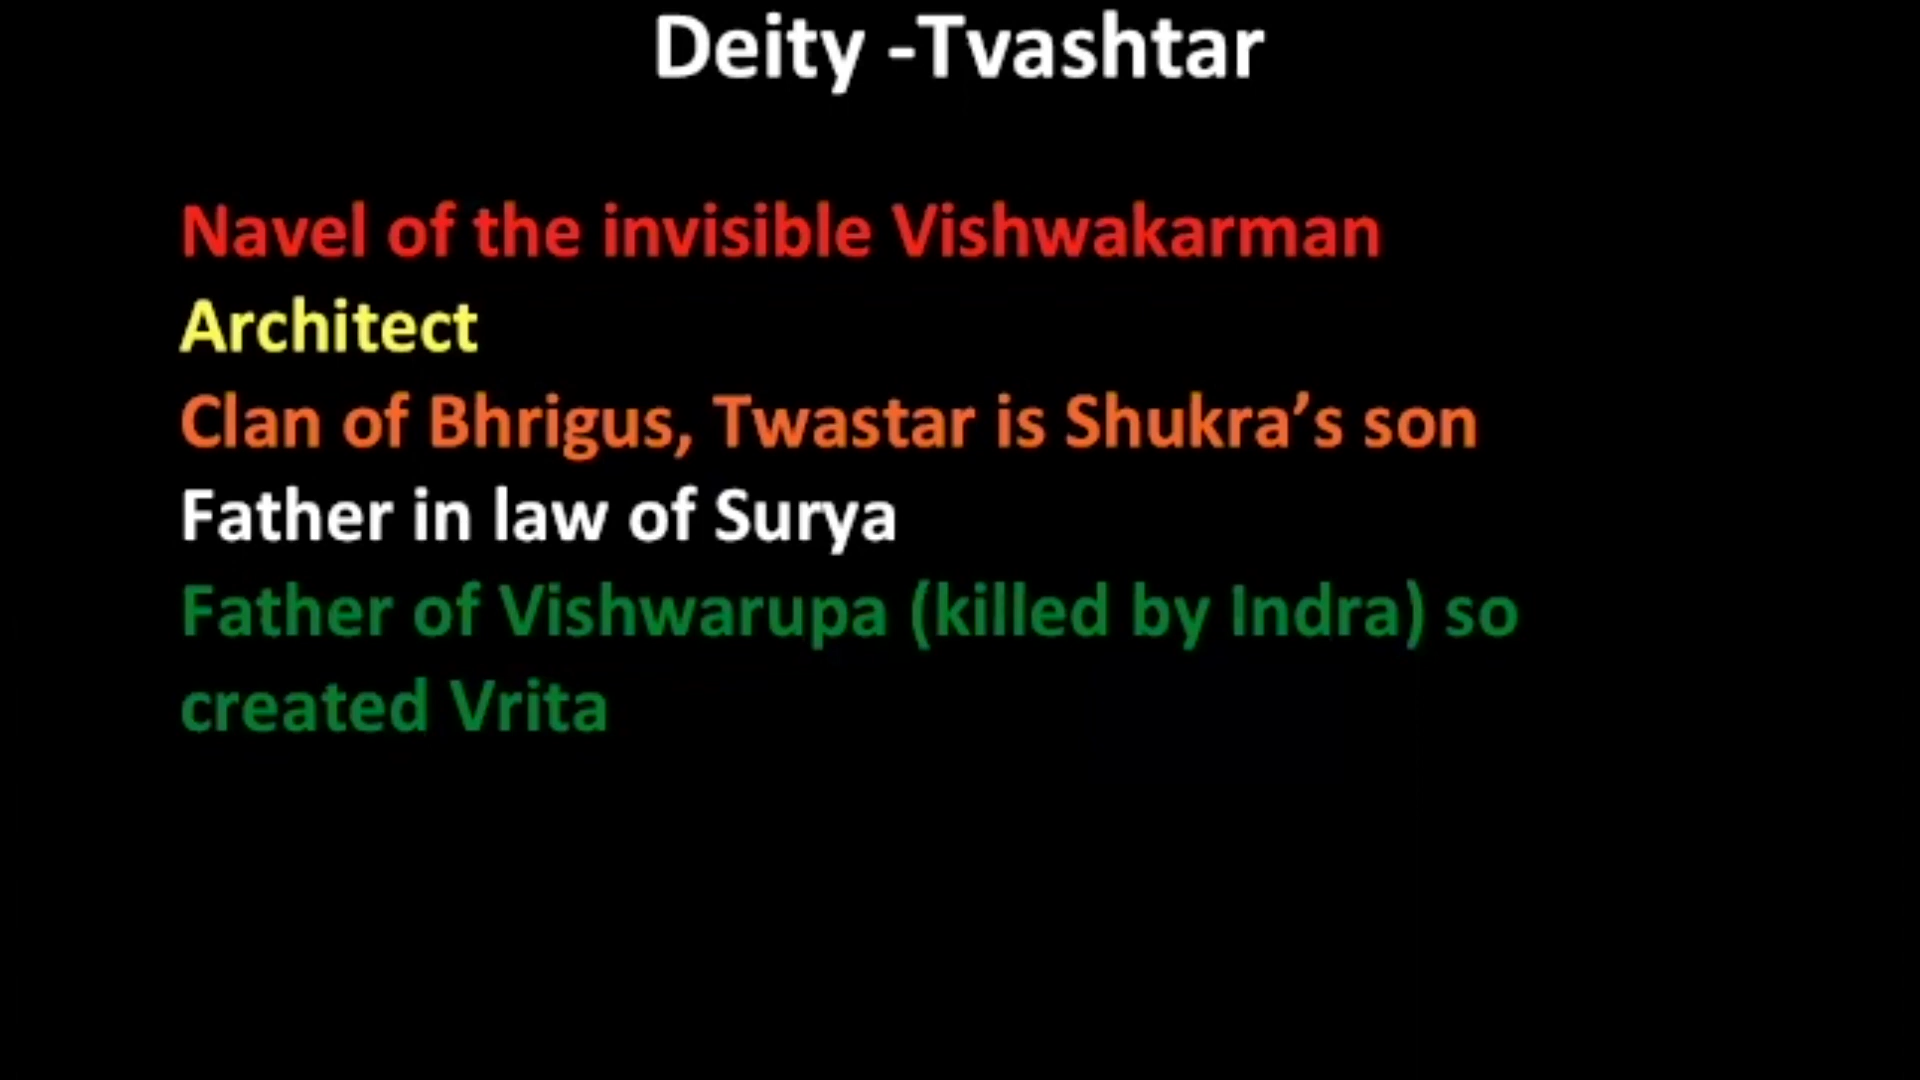 Deity -Tvashtar
Navel of the invisible Vishwakarman
Architect
Clan of Bhrigus, Twastar is Shukra’s son
Father in law of Surya
Father of Vishwarupa (killed by Indra) so
created Vrita